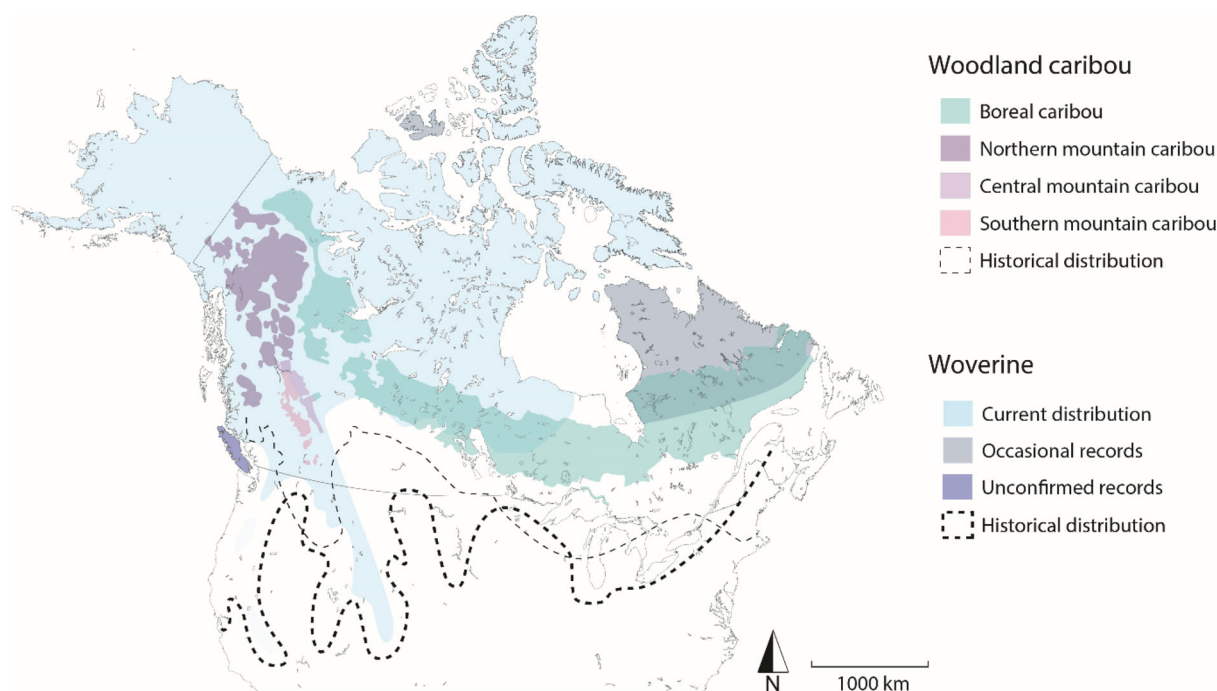 Woodland caribou
Boreal caribou
Northern mountain caribou
Central mountain caribou
Southern mountain caribou
Historical distribution
Woverine
Current distribution
Occasional records
Unconfirmed records
Historical distribution
N
1000 km